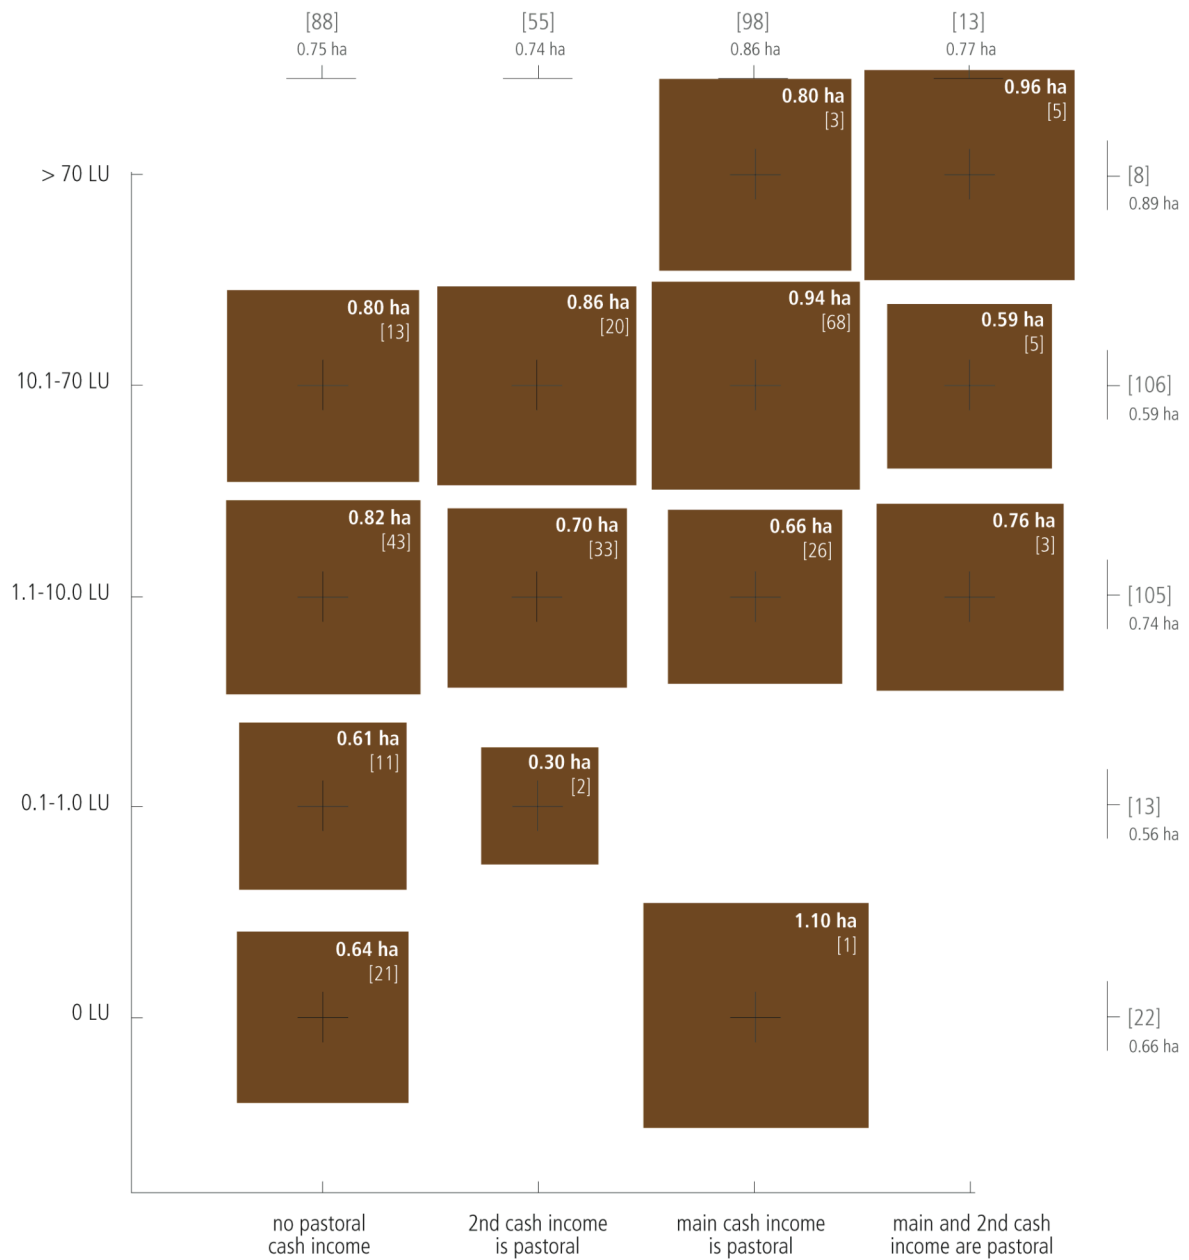 [88]
0.75 ha
[55]
0.74 ha
[98]
0.86 ha
[13]
0.77 ha
> 70 LU
0.80 ha
[3]
0.96 ha
[5]
[8]
0.89 ha
10.1-70 LU
0.80 ha
[13]
0.86 ha
[20]
0.94 ha
[68]
0.59 ha
[5]
[106]
0.59 ha
1.1-10.0 LU
0.82 ha
[43]
0.70 ha
[33]
0.66 ha
[26]
0.76 ha
[3]
[105]
0.74 ha
0.1-1.0 LU
0.61 ha
[11]
0.30 ha
[2]
[13]
0.56 ha
0 LU
0.64 ha
[21]
1.10 ha
[1]
[22]
0.66 ha
no pastoral
cash income
2nd cash income
is pastoral
main cash income
is pastoral
main and 2nd cash
income are pastoral